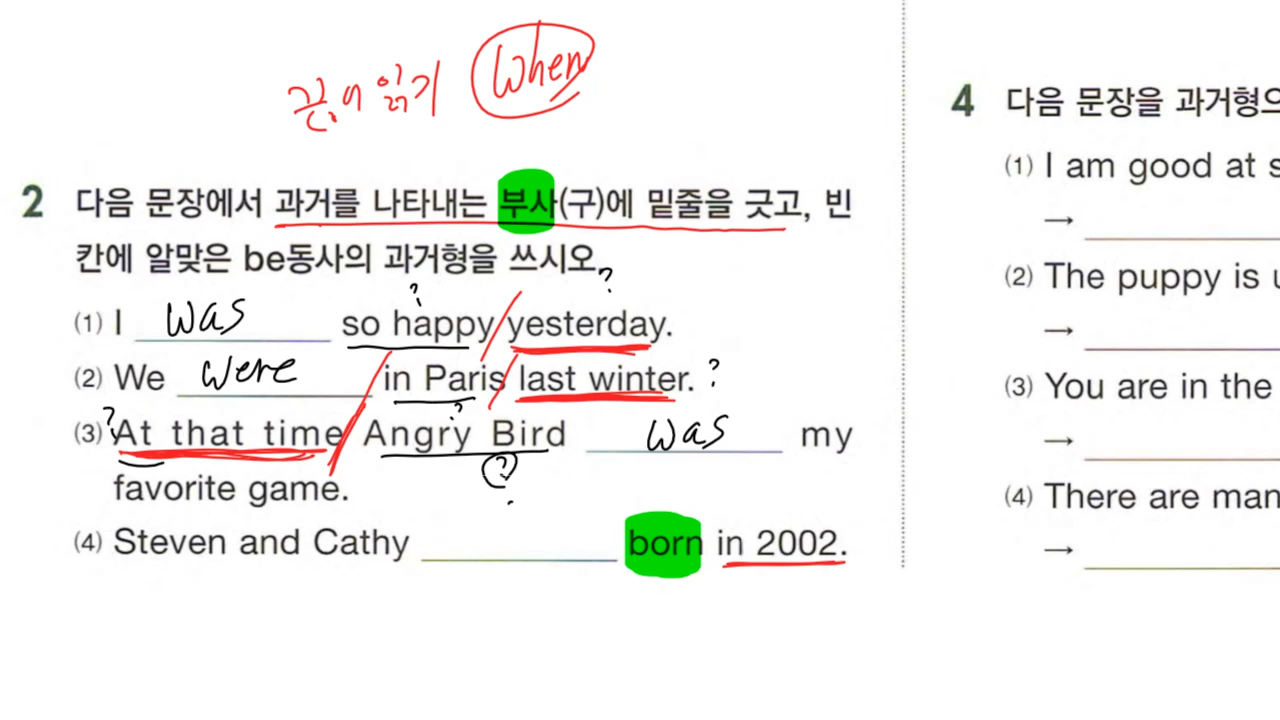 끊어 읽기 When
2 다음 문장에서 과거를 나타내는 부사(구)에 밑줄을 긋고, 빈
칸에 알맞은 be동사의 과거형을 쓰시오.
? ?
(1) I was so happy / yesterday.
(2) We were / in Paris / last winter. ?
? ?
(3) At that time / Angry Bird was my
?
favorite game.
(4) Steven and Cathy born in 2002.
4 다음 문장을 과거형으
(1) I am good at s
→
(2) The puppy is u
→
(3) You are in the
→
(4) There are man
→